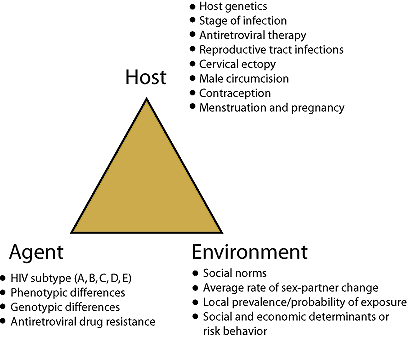 • Host genetics
• Stage of infection
• Antiretroviral therapy
• Reproductive tract infections
• Cervical ectopy
• Male circumcision
• Contraception
• Menstruation and pregnancy
Host
Agent
• HIV subtype (A, B, C, D, E)
• Phenotypic differences
• Genotypic differences
• Antiretroviral drug resistance
Environment
• Social norms
• Average rate of sex-partner change
• Local prevalence/probability of exposure
• Social and economic determinants or
risk behavior